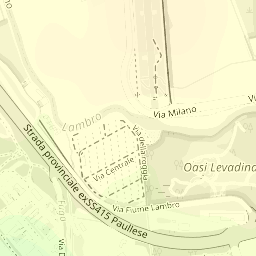 Via Milano
Lambro
Oasi Levadina
Via Centrale
Strada provinciale exSS415 Paullese
Via Fiume Lambro